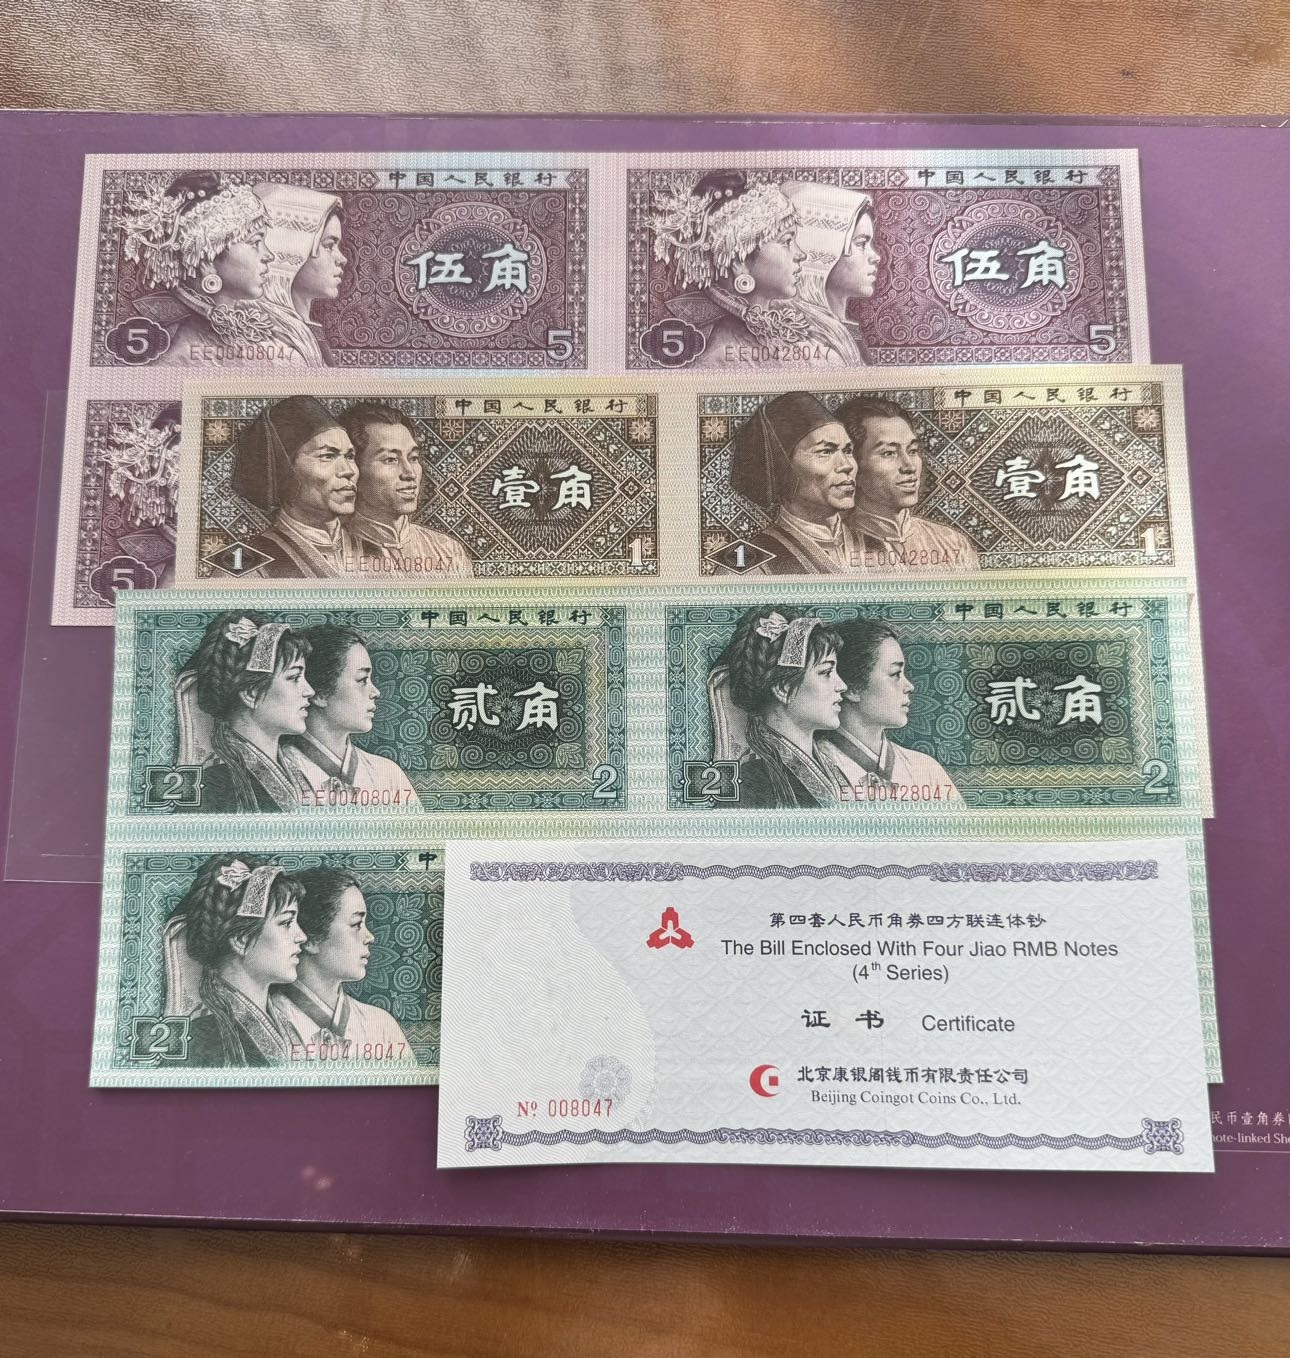 中国人民银行
伍角
5
EE00408047
5
中国人民银行
伍角
5
EE00428047
5
5
中国人民银行
壹角
1
EE00408047
1
中国人民银行
壹角
1
EE00428047
1
中国人民银行
贰角
2
EE00408047
2
中国人民银行
贰角
2
EE00428047
2
中
2
EE00418047
第四套人民币角券四方联连体钞
The Bill Enclosed With Four Jiao RMB Notes
(4th Series)
证书 Certificate
北京康银阁钱币有限责任公司
Beijing Coingot Coins Co., Ltd.
Nº 008047
民币壹角券
note-linked She